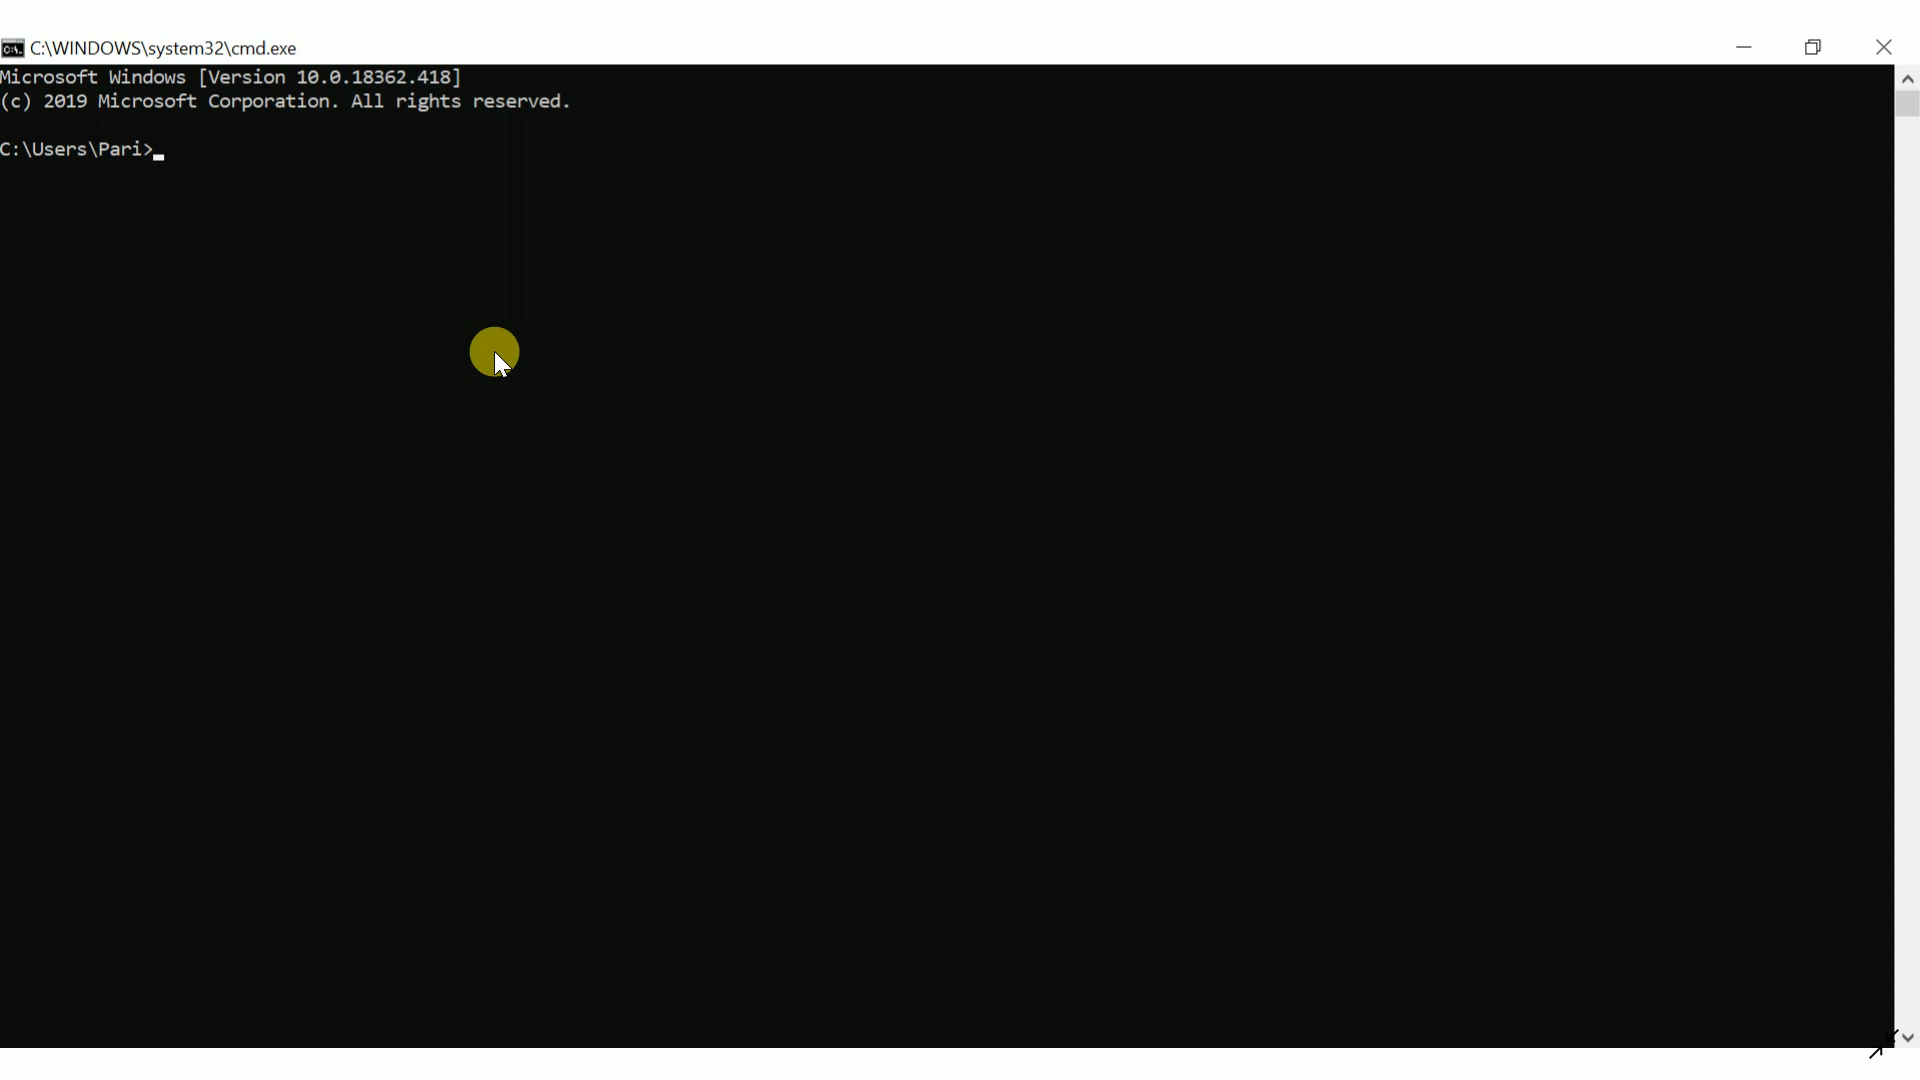 C:\WINDOWS\system32\cmd.exe
Microsoft Windows [Version 10.0.18362.418]
(c) 2019 Microsoft Corporation. All rights reserved.
C:\Users\Pari>